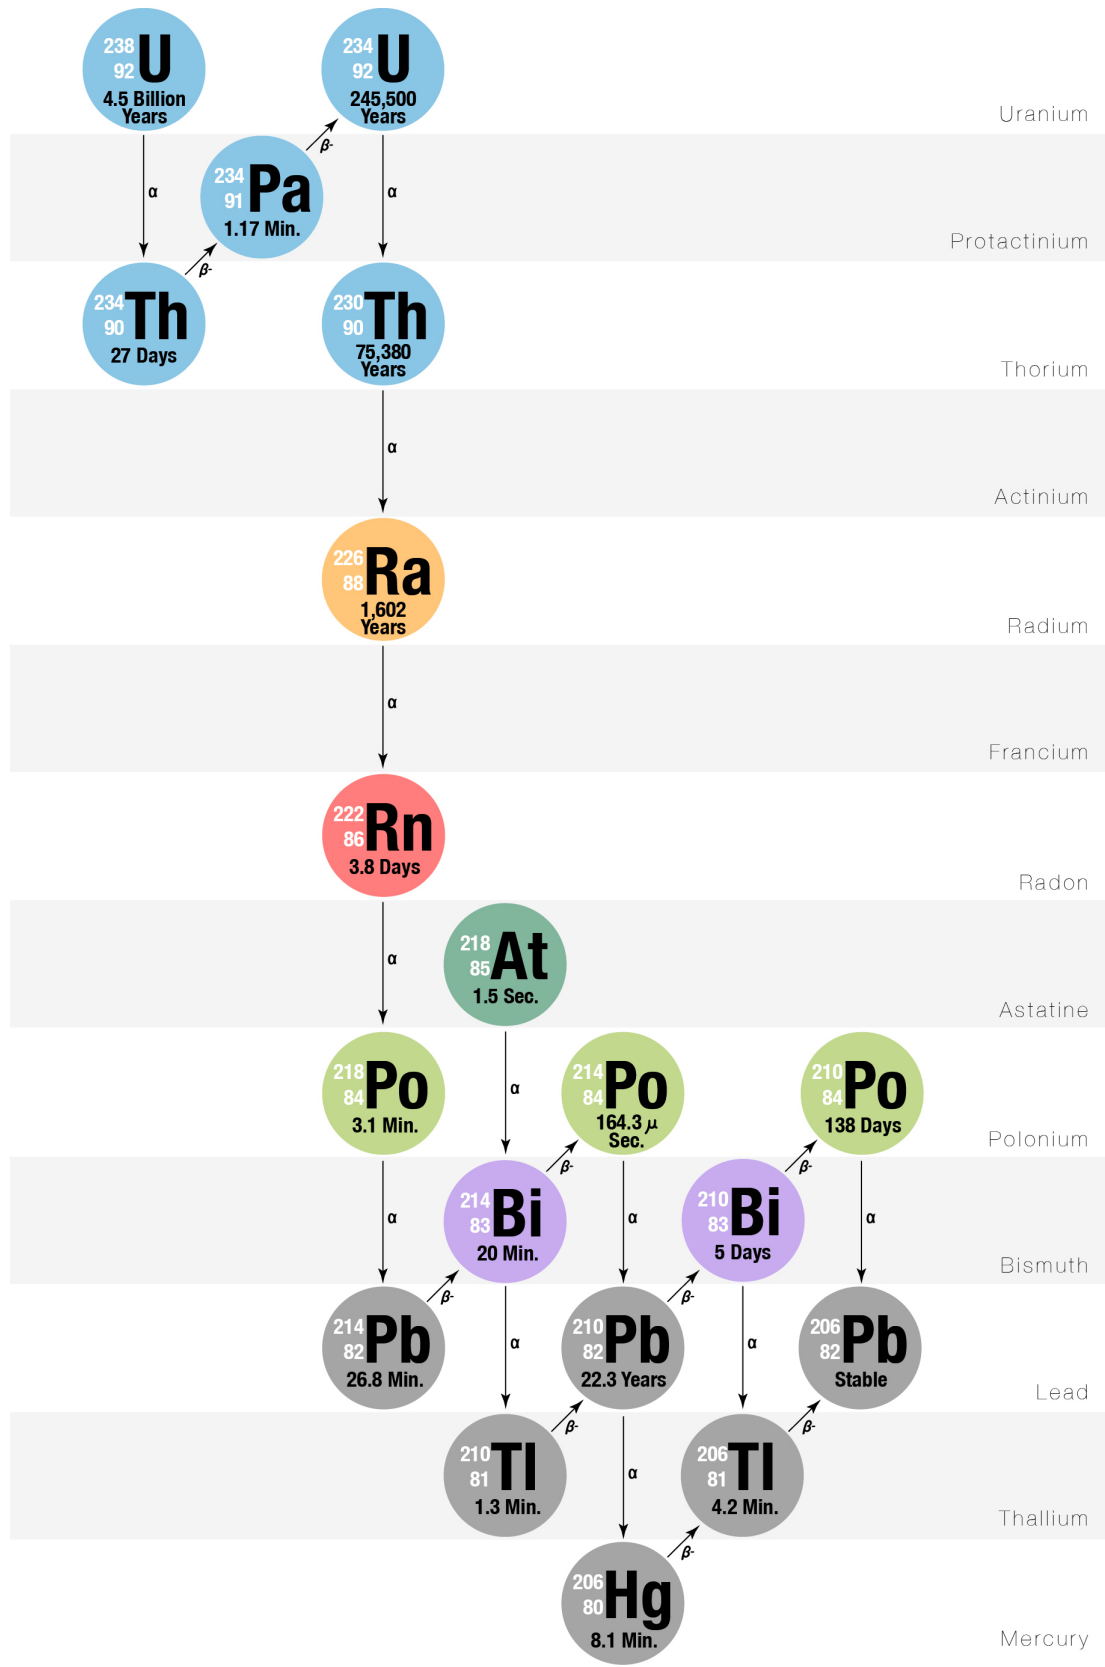 238
92
U
4.5 Billion
Years
234
92
U
245,500
Years
Uranium
α
β-
234
91
Pa
1.17 Min.
α
Protactinium
β-
234
90
Th
27 Days
230
90
Th
75,380
Years
Thorium
α
Actinium
226
88
Ra
1,602
Years
Radium
α
Francium
222
86
Rn
3.8 Days
Radon
α
218
85
At
1.5 Sec.
Astatine
218
84
Po
3.1 Min.
α
214
84
Po
164.3 μ
Sec.
210
84
Po
138 Days
Polonium
α
214
83
Bi
20 Min.
β-
α
210
83
Bi
5 Days
β-
α
Bismuth
214
82
Pb
26.8 Min.
β-
α
210
82
Pb
22.3 Years
β-
α
206
82
Pb
Stable
Lead
210
81
Tl
1.3 Min.
β-
α
206
81
Tl
4.2 Min.
β-
Thallium
206
80
Hg
8.1 Min.
β-
Mercury